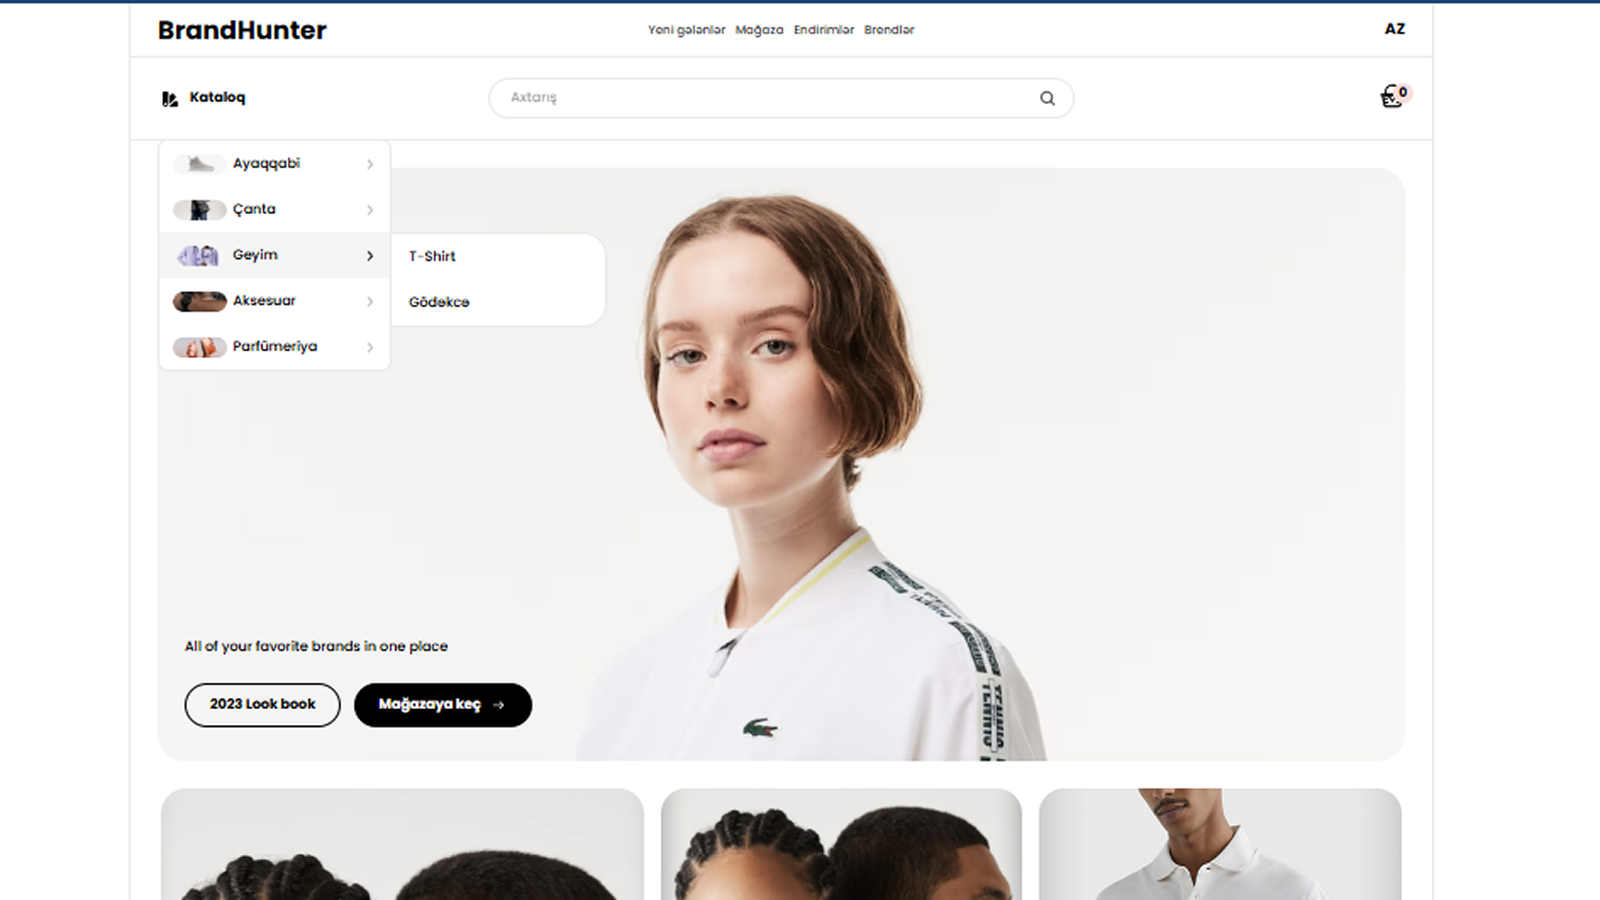 BrandHunter
Yeni gələnlər Mağaza Endirimlər Brendlər
AZ
Kataloq
Axtarış
0
Ayaqqabi
Çanta
Geyim
T-Shirt
Aksesuar
Gödəkcə
Parfümeriya
All of your favorite brands in one place
2023 Look book
Mağazaya keç